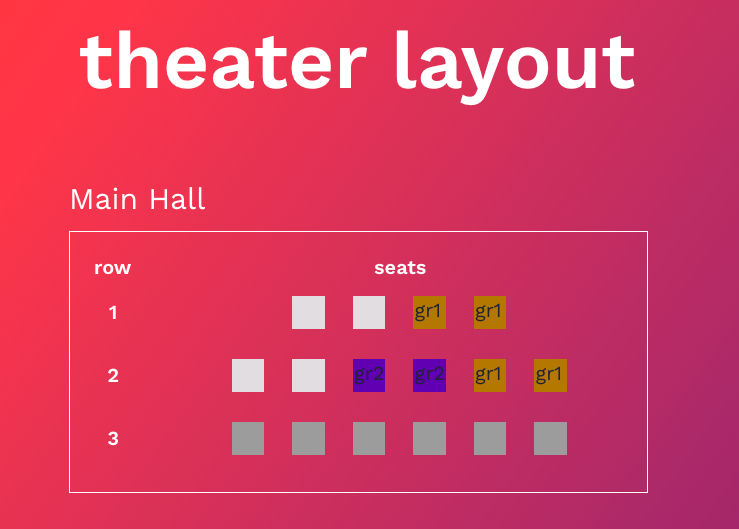 theater layout
Main Hall
row seats
1 gr1 gr1
2 gr2 gr2 gr1 gr1
3